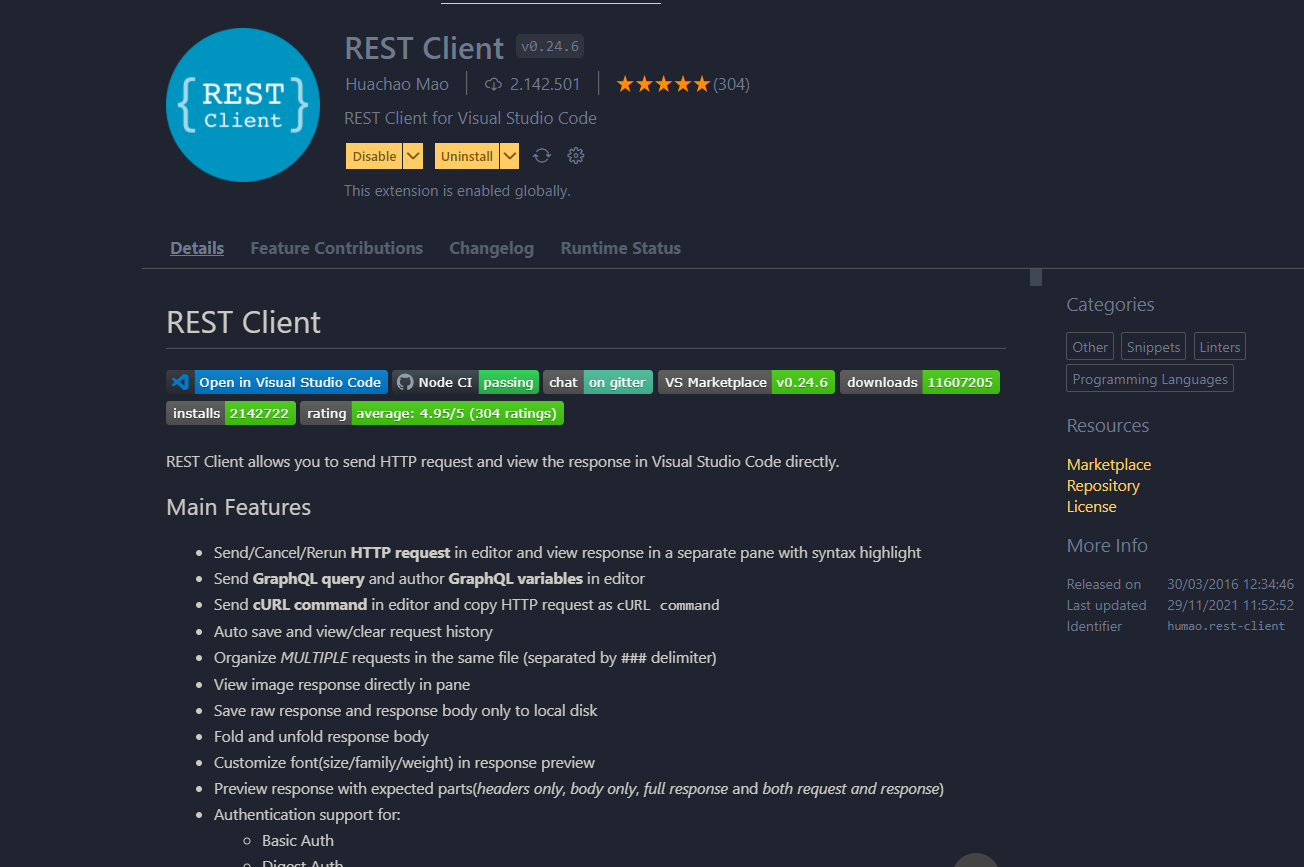 { REST }
Client
REST Client v0.24.6
Huachao Mao 2.142.501 ★★★★★(304)
REST Client for Visual Studio Code
Disable Uninstall
This extension is enabled globally.
Details Feature Contributions Changelog Runtime Status
REST Client
Open in Visual Studio Code Node CI passing chat on gitter VS Marketplace v0.24.6 downloads 11607205
installs 2142722 rating average: 4.95/5 (304 ratings)
REST Client allows you to send HTTP request and view the response in Visual Studio Code directly.
Main Features
• Send/Cancel/Rerun HTTP request in editor and view response in a separate pane with syntax highlight
• Send GraphQL query and author GraphQL variables in editor
• Send cURL command in editor and copy HTTP request as cURL command
• Auto save and view/clear request history
• Organize MULTIPLE requests in the same file (separated by ### delimiter)
• View image response directly in pane
• Save raw response and response body only to local disk
• Fold and unfold response body
• Customize font(size/family/weight) in response preview
• Preview response with expected parts(headers only, body only, full response and both request and response)
• Authentication support for:
◦ Basic Auth
◦ Digest Auth
Categories
Other Snippets Linters
Programming Languages
Resources
Marketplace
Repository
License
More Info
Released on 30/03/2016 12:34:46
Last updated 29/11/2021 11:52:52
Identifier humao.rest-client